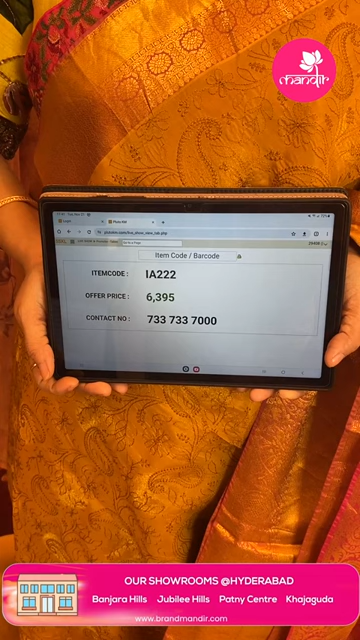 mandir
Item Code / Barcode
ITEMCODE : IA222
OFFER PRICE : 6,395
CONTACT NO : 733 733 7000
OUR SHOWROOMS @HYDERABAD
Banjara Hills Jubilee Hills Patny Centre Khajaguda
www.brandmandir.com